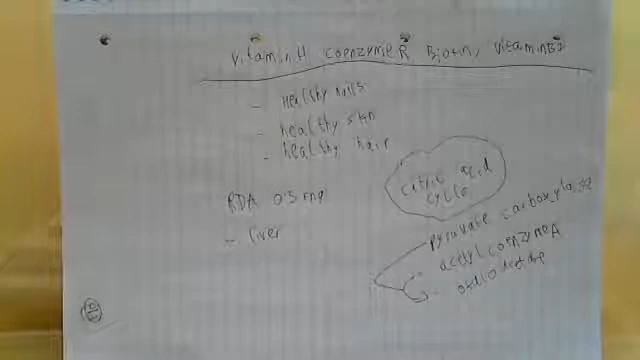 Vitamin H coenzyme R Biotin, Vitamin B7
- Healthy nails
- healthy skin
- healthy hair
citric acid
cycle
RDA 0.5 mg
- liver
pyruvate carboxylase
acetyl coenzyme A